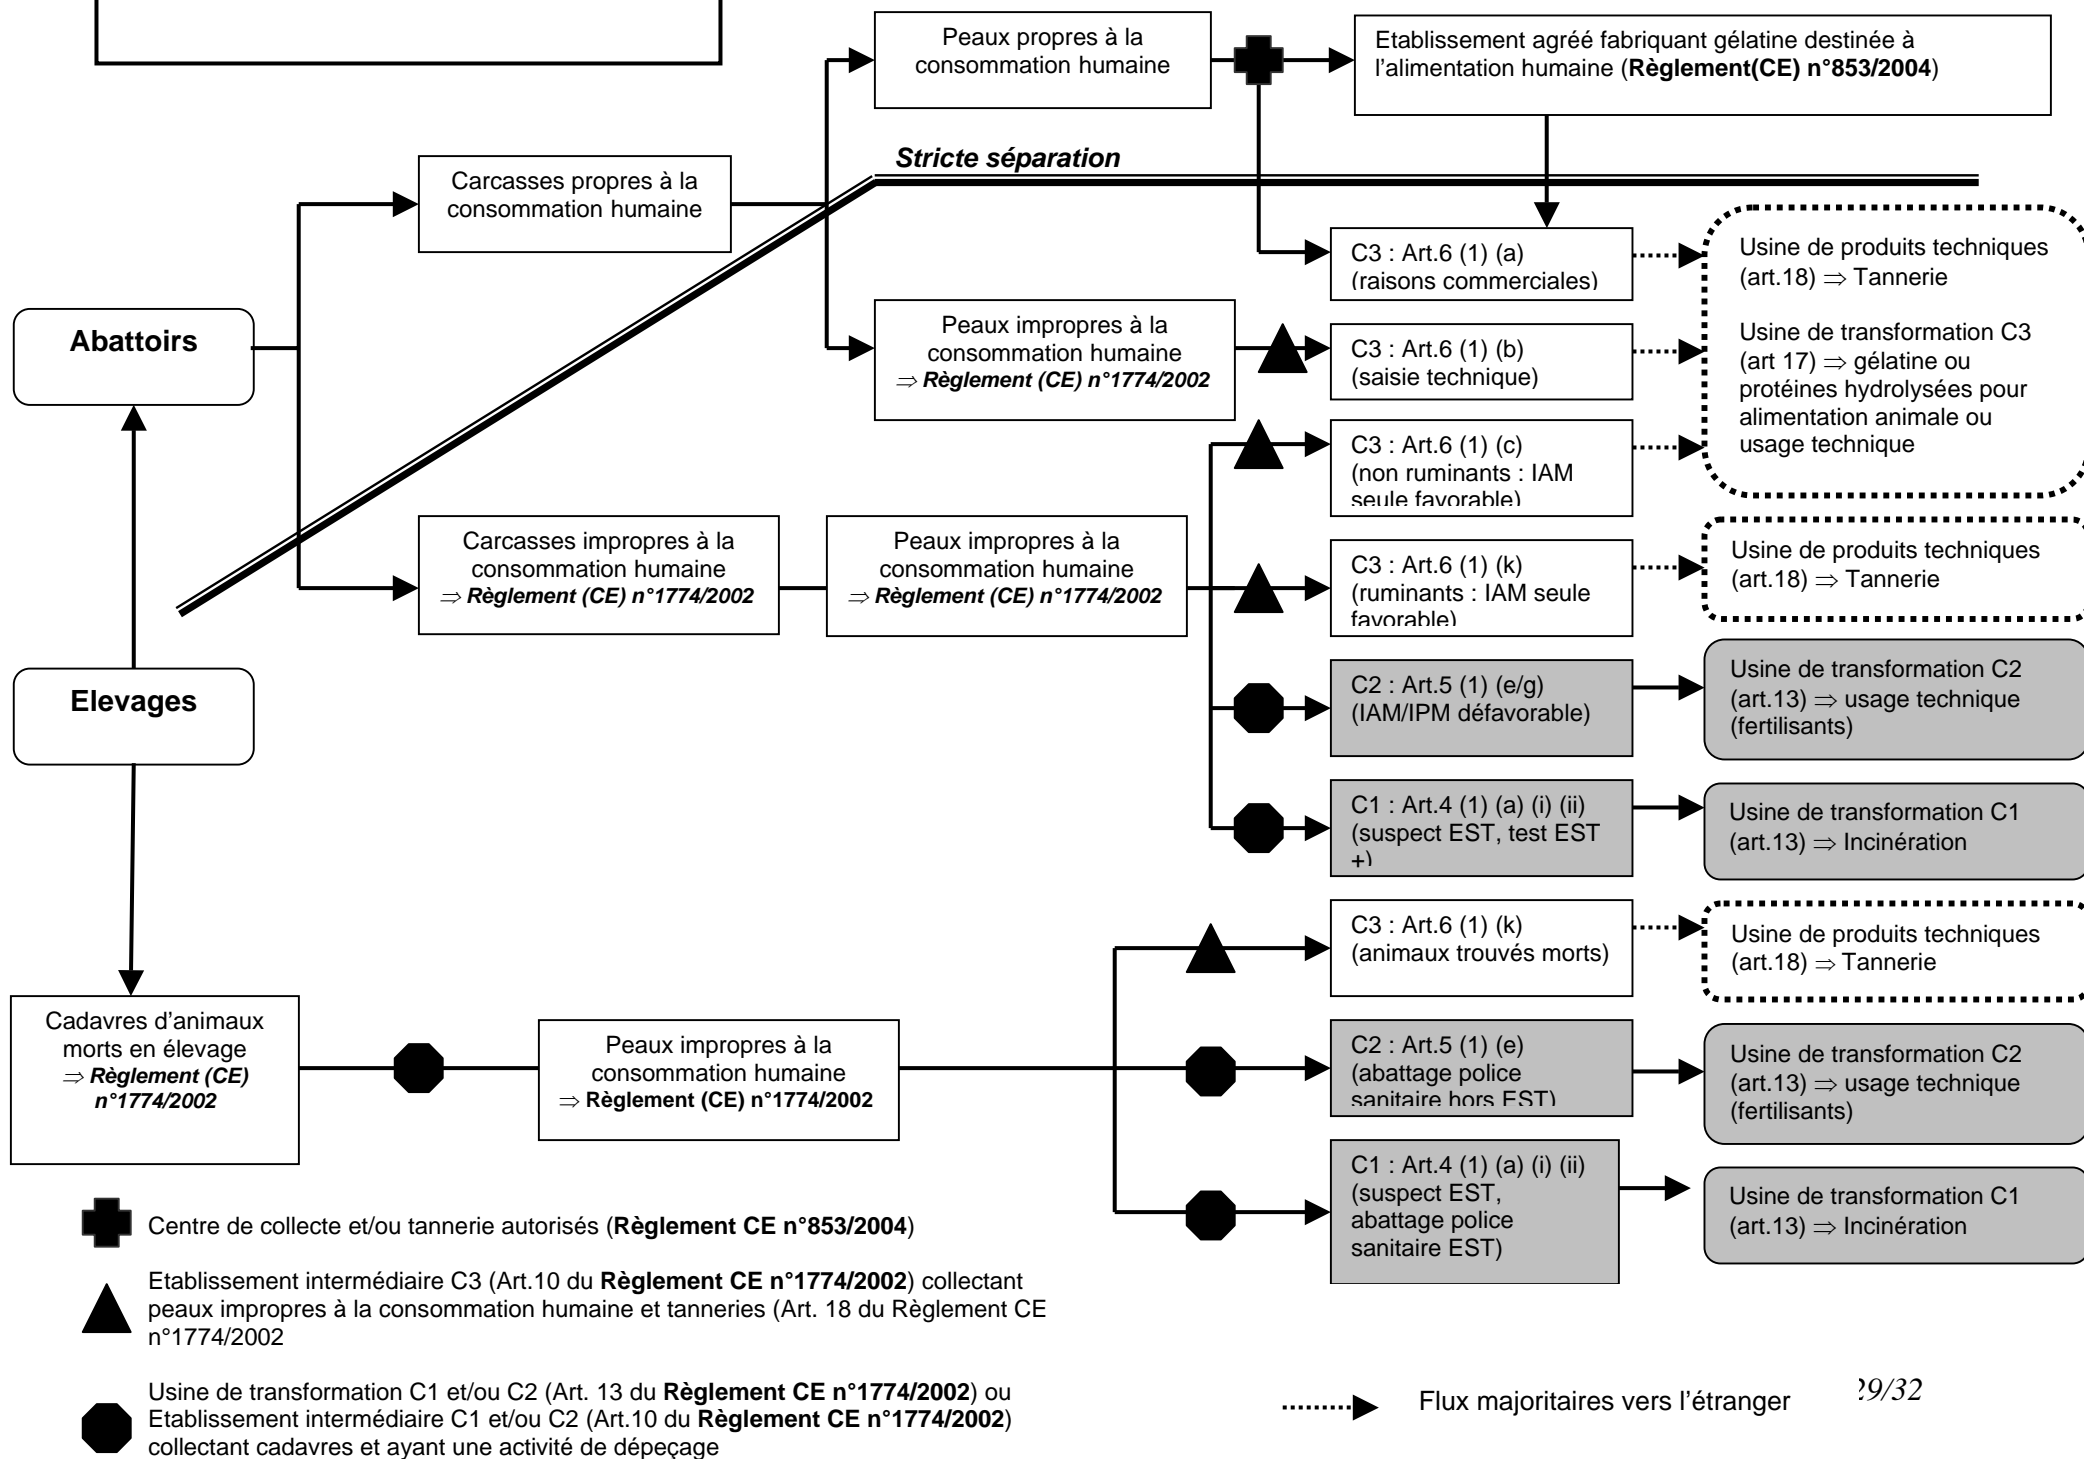 Peaux propres à la
consommation humaine
Etablissement agréé fabriquant gélatine destinée à
l'alimentation humaine (Règlement(CE) n°853/2004)
Stricte séparation
Carcasses propres à la
consommation humaine
C3 : Art.6 (1) (a)
(raisons commerciales)
Usine de produits techniques
(art.18) ⇒ Tannerie
Usine de transformation C3
(art 17) ⇒ gélatine ou
protéines hydrolysées pour
alimentation animale ou
usage technique
Abattoirs
Peaux impropres à la
consommation humaine
⇒ Règlement (CE) n°1774/2002
C3 : Art.6 (1) (b)
(saisie technique)
C3 : Art.6 (1) (c)
(non ruminants : IAM
seule favorable)
Carcasses impropres à la
consommation humaine
⇒ Règlement (CE) n°1774/2002
Peaux impropres à la
consommation humaine
⇒ Règlement (CE) n°1774/2002
C3 : Art.6 (1) (k)
(ruminants : IAM seule
favorable)
Usine de produits techniques
(art.18) ⇒ Tannerie
Elevages
C2 : Art.5 (1) (e/g)
(IAM/IPM défavorable)
Usine de transformation C2
(art.13) ⇒ usage technique
(fertilisants)
C1 : Art.4 (1) (a) (i) (ii)
(suspect EST, test EST
+)
Usine de transformation C1
(art.13) ⇒ Incinération
C3 : Art.6 (1) (k)
(animaux trouvés morts)
Usine de produits techniques
(art.18) ⇒ Tannerie
Cadavres d'animaux
morts en élevage
⇒ Règlement (CE)
n°1774/2002
Peaux impropres à la
consommation humaine
⇒ Règlement (CE) n°1774/2002
C2 : Art.5 (1) (e)
(abattage police
sanitaire hors EST)
Usine de transformation C2
(art.13) ⇒ usage technique
(fertilisants)
C1 : Art.4 (1) (a) (i) (ii)
(suspect EST,
abattage police
sanitaire EST)
Usine de transformation C1
(art.13) ⇒ Incinération
Centre de collecte et/ou tannerie autorisés (Règlement CE n°853/2004)
Etablissement intermédiaire C3 (Art.10 du Règlement CE n°1774/2002) collectant
peaux impropres à la consommation humaine et tanneries (Art. 18 du Règlement CE
n°1774/2002
Usine de transformation C1 et/ou C2 (Art. 13 du Règlement CE n°1774/2002) ou
Etablissement intermédiaire C1 et/ou C2 (Art.10 du Règlement CE n°1774/2002)
collectant cadavres et ayant une activité de dépeçage
Flux majoritaires vers l'étranger
29/32